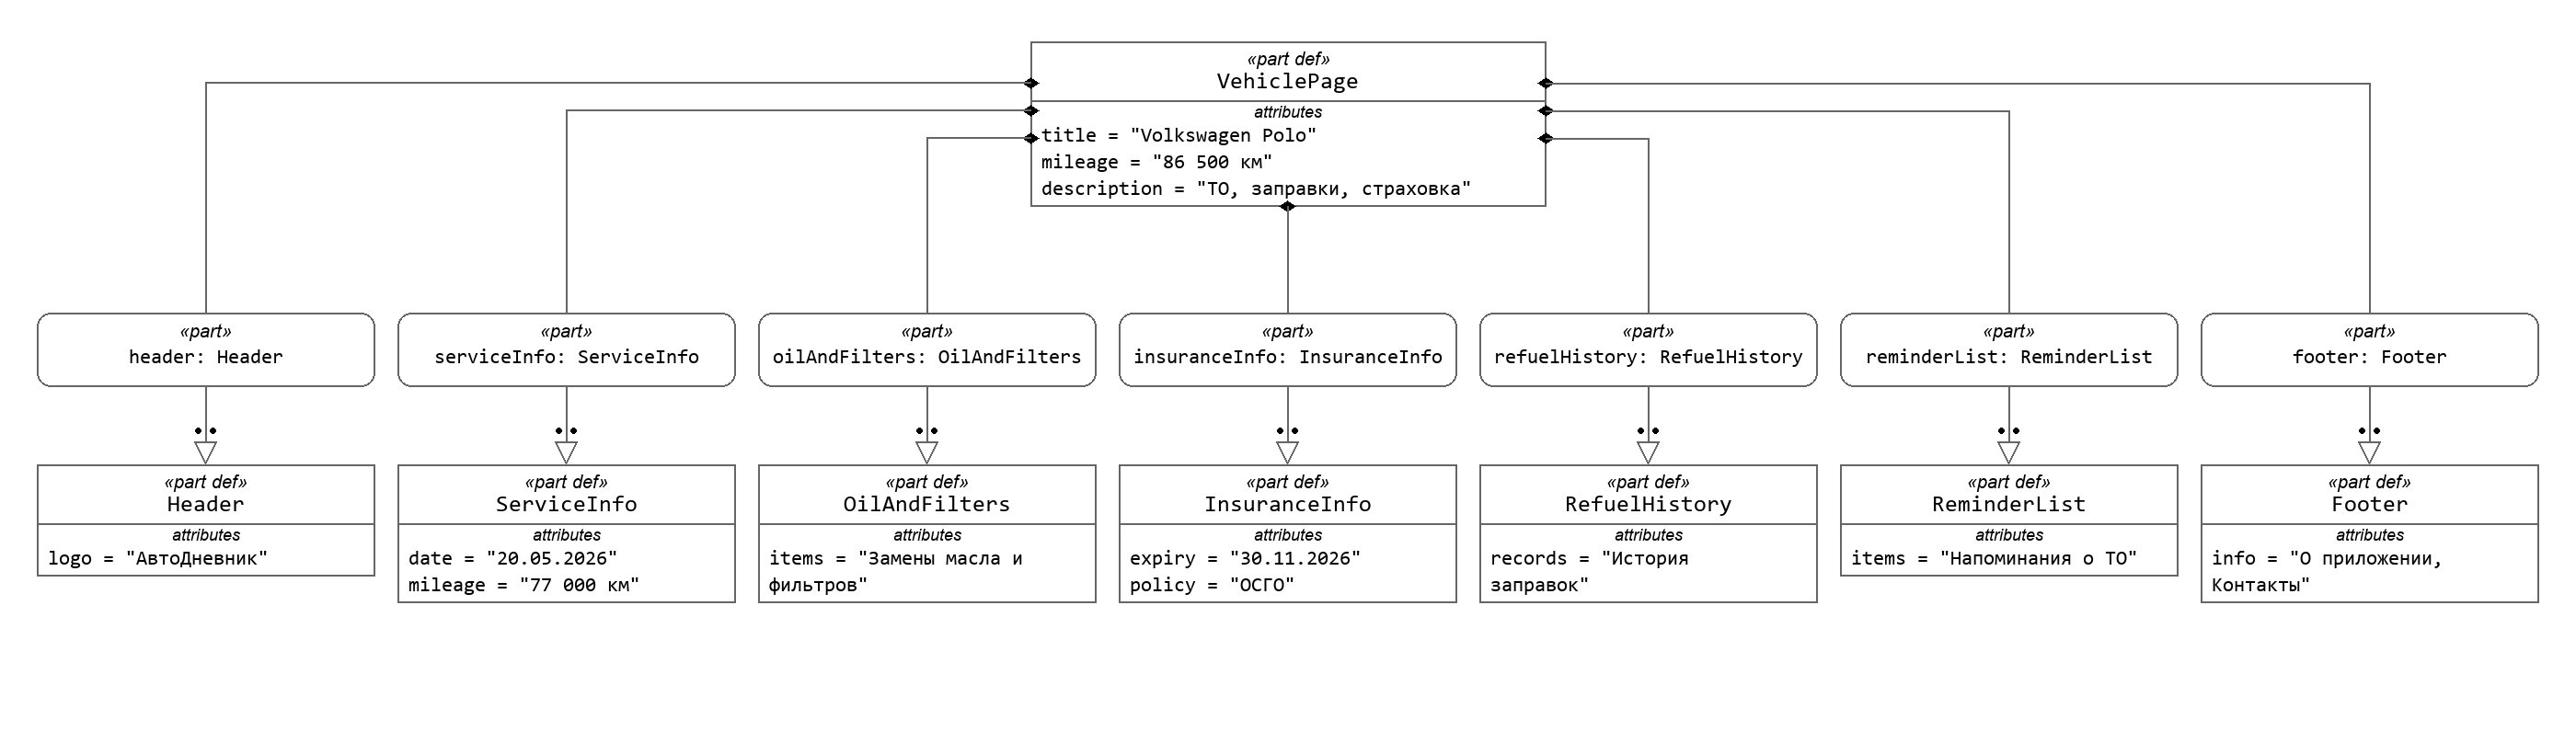 «part def»
VehiclePage
attributes
title = "Volkswagen Polo"
mileage = "86 500 км"
description = "ТО, заправки, страховка"
«part»
header: Header
«part»
serviceInfo: ServiceInfo
«part»
oilAndFilters: OilAndFilters
«part»
insuranceInfo: InsuranceInfo
«part»
refuelHistory: RefuelHistory
«part»
reminderList: ReminderList
«part»
footer: Footer
«part def»
Header
attributes
logo = "АвтоДневник"
«part def»
ServiceInfo
attributes
date = "20.05.2026"
mileage = "77 000 км"
«part def»
OilAndFilters
attributes
items = "Замены масла и
фильтров"
«part def»
InsuranceInfo
attributes
expiry = "30.11.2026"
policy = "ОСГО"
«part def»
RefuelHistory
attributes
records = "История
заправок"
«part def»
ReminderList
attributes
items = "Напоминания о ТО"
«part def»
Footer
attributes
info = "О приложении,
Контакты"